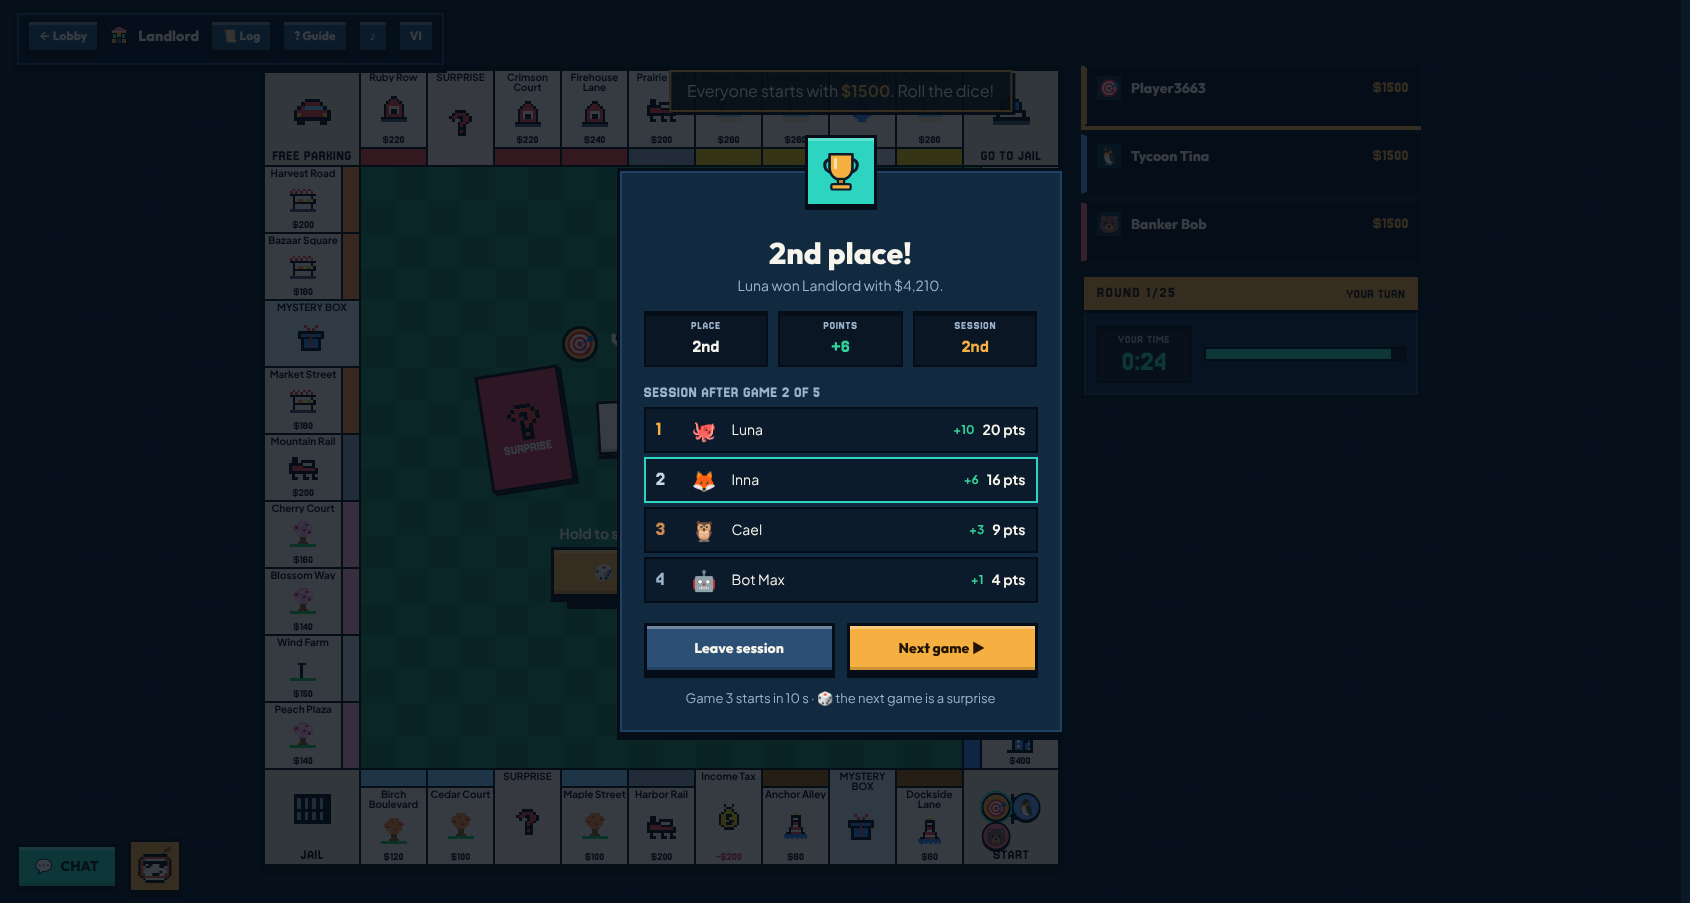 ← Lobby
Landlord
Log
? Guide
♪
VI
Ruby Row
$220
SURPRISE
Crimson Court
$220
Firehouse Lane
$240
Prairie
$200
$260
$260
$280
FREE PARKING
GO TO JAIL
Everyone starts with $1500. Roll the dice!
Player3663
$1500
Tycoon Tina
$1500
Banker Bob
$1500
ROUND 1/25
YOUR TURN
YOUR TIME
0:24
Harvest Road
$200
Bazaar Square
$180
MYSTERY BOX
Market Street
$180
Mountain Rail
$200
Cherry Court
$160
Blossom Way
$140
Wind Farm
$150
Peach Plaza
$140
SURPRISE
Hold to s
2nd place!
Luna won Landlord with $4,210.
PLACE
2nd
POINTS
+6
SESSION
2nd
SESSION AFTER GAME 2 OF 5
1 Luna +10 20 pts
2 Inna +6 16 pts
3 Cael +3 9 pts
4 Bot Max +1 4 pts
Leave session
Next game ▶
Game 3 starts in 10 s · 🎲 the next game is a surprise
$400
JAIL
Birch Boulevard
$120
Cedar Court
$100
SURPRISE
Maple Street
$100
Harbor Rail
$200
Income Tax
-$200
Anchor Alley
$60
MYSTERY BOX
Dockside Lane
$60
START
CHAT